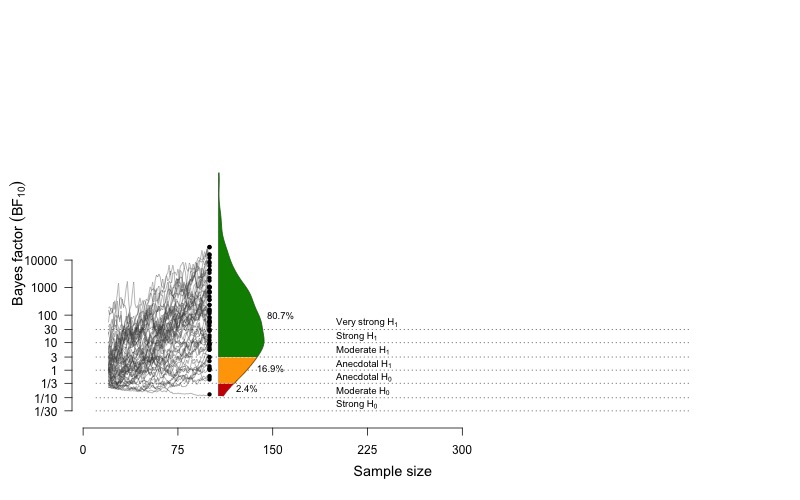 Bayes factor (BF₁₀)
10000
1000
100
30
10
3
1
1/3
1/10
1/30
80.7%
16.9%
2.4%
Very strong H₁
Strong H₁
Moderate H₁
Anecdotal H₁
Anecdotal H₀
Moderate H₀
Strong H₀
0 75 150 225 300
Sample size